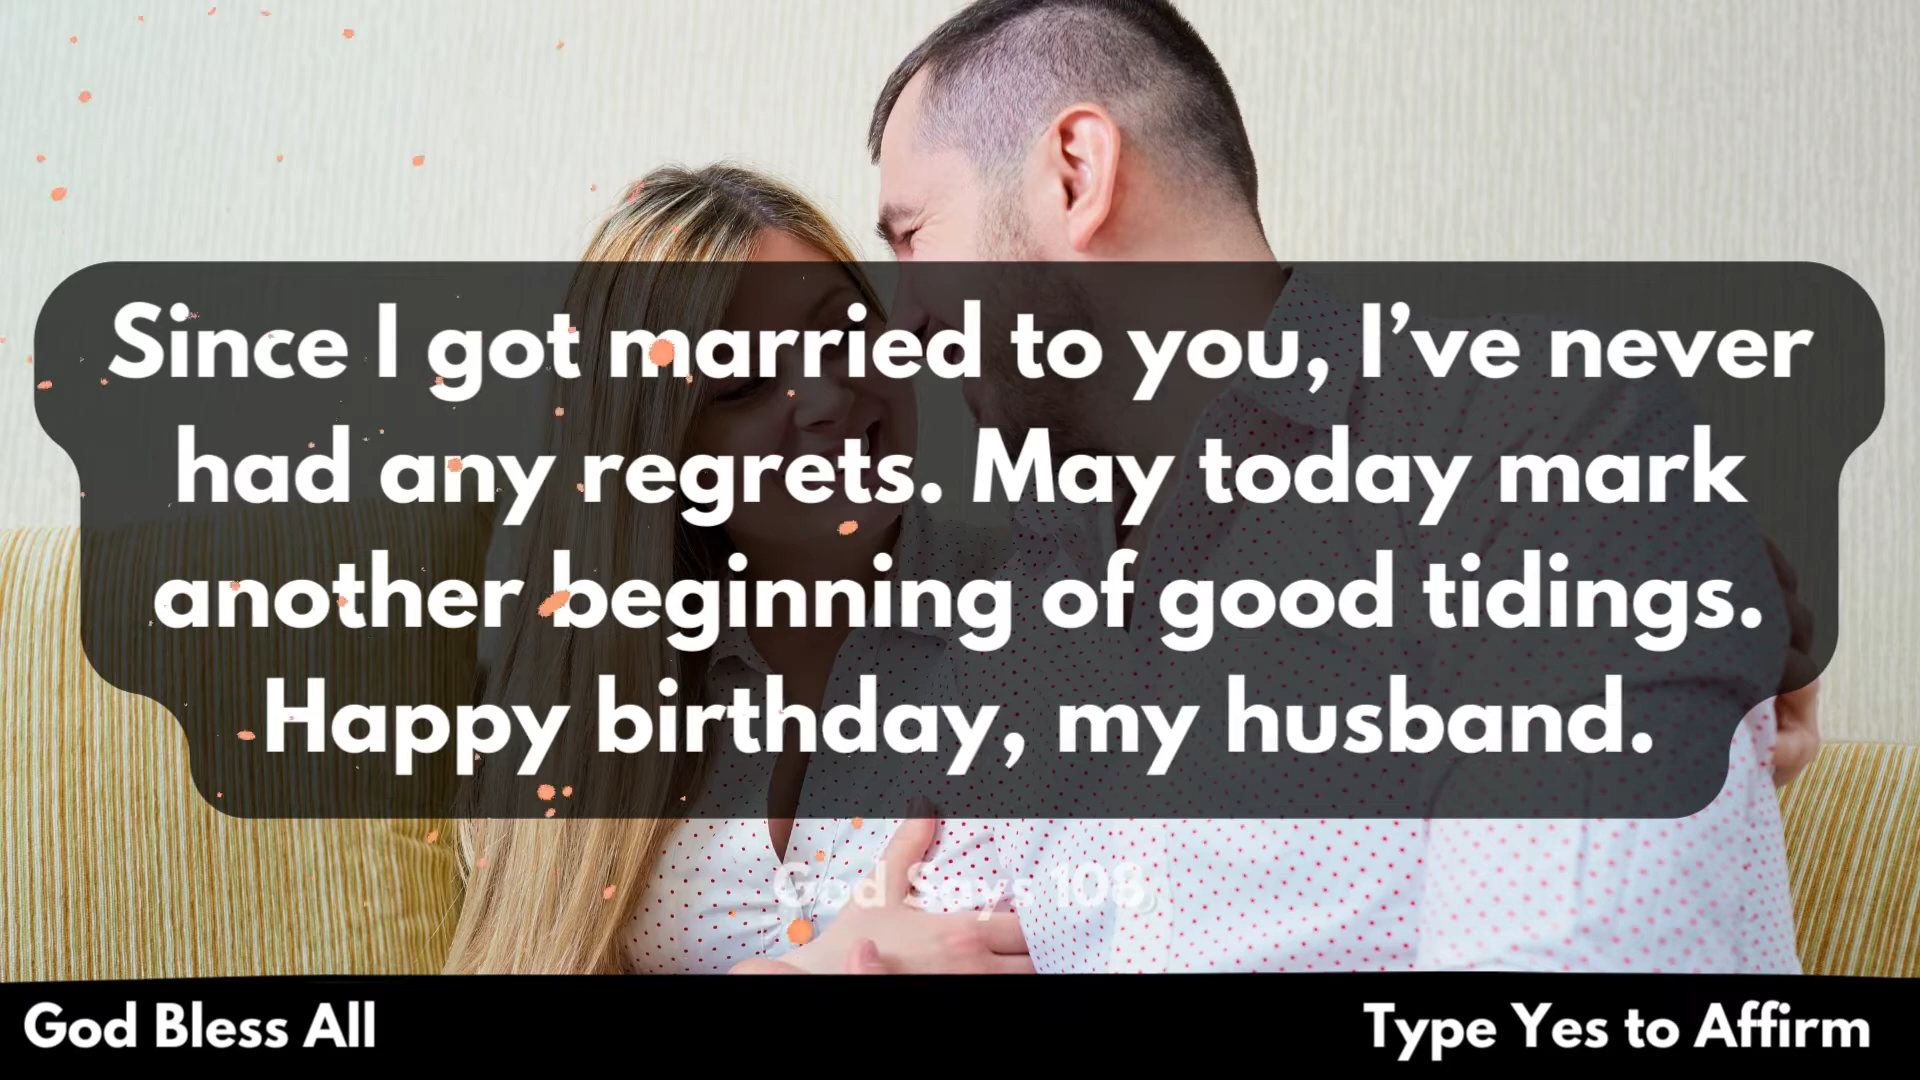 Since I got married to you, I’ve never
had any regrets. May today mark
another beginning of good tidings.
Happy birthday, my husband.
God Says 108
God Bless All
Type Yes to Affirm